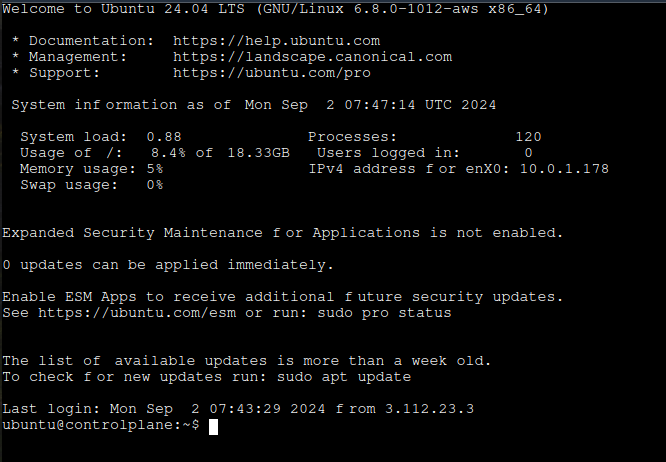 Welcome to Ubuntu 24.04 LTS (GNU/Linux 6.8.0-1012-aws x86_64)
* Documentation: https://help.ubuntu.com
* Management: https://landscape.canonical.com
* Support: https://ubuntu.com/pro
System information as of Mon Sep 2 07:47:14 UTC 2024
System load: 0.88 Processes: 120
Usage of /: 8.4% of 18.33GB Users logged in: 0
Memory usage: 5% IPv4 address for enX0: 10.0.1.178
Swap usage: 0%
Expanded Security Maintenance for Applications is not enabled.
0 updates can be applied immediately.
Enable ESM Apps to receive additional future security updates.
See https://ubuntu.com/esm or run: sudo pro status
The list of available updates is more than a week old.
To check for new updates run: sudo apt update
Last login: Mon Sep 2 07:43:29 2024 from 3.112.23.3
ubuntu@controlplane:~$